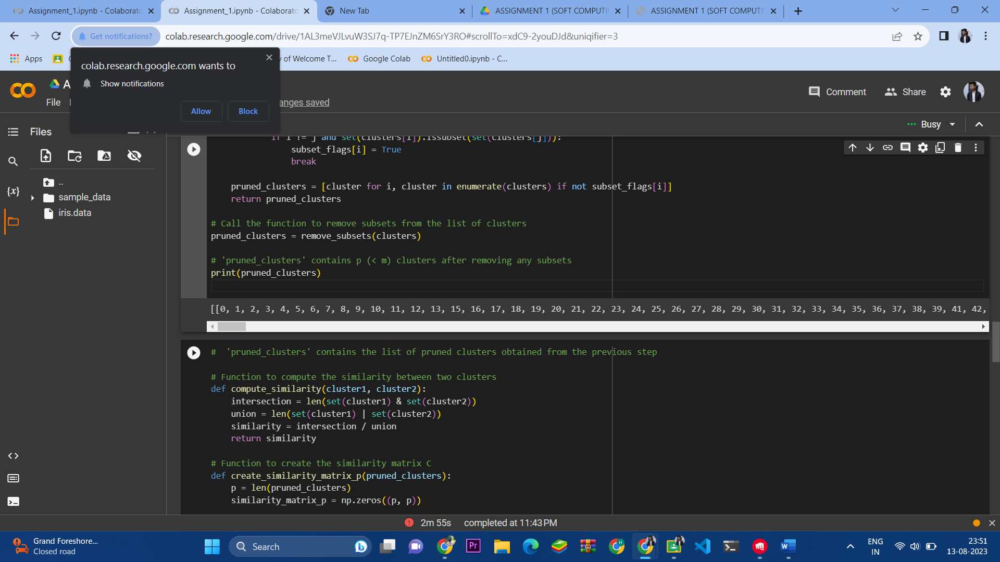 Assignment_1.ipynb - Colaborato
Assignment_1.ipynb - Colaborato
New Tab
ASSIGNMENT 1 (SOFT COMPUTI
ASSIGNMENT 1 (SOFT COMPUTI
Get notifications?
colab.research.google.com/drive/1AL3meVJLvuW3SJ7q-TP7EJnZM6SrY3RO#scrollTo=xdC9-2youDJd&uniqifier=3
Apps
y of Welcome T...
Google Colab
Untitled0.ipynb - C...
colab.research.google.com wants to
Show notifications
Allow
Block
A
File
anges saved
Comment
Share
Files
Busy
..
sample_data
iris.data
{x}
if i != j and set(clusters[i]).issubset(set(clusters[j])):
subset_flags[i] = True
break
pruned_clusters = [cluster for i, cluster in enumerate(clusters) if not subset_flags[i]]
return pruned_clusters
# Call the function to remove subsets from the list of clusters
pruned_clusters = remove_subsets(clusters)
# 'pruned_clusters' contains p (< m) clusters after removing any subsets
print(pruned_clusters)
[[0, 1, 2, 3, 4, 5, 6, 7, 8, 9, 10, 11, 12, 13, 15, 16, 17, 18, 19, 20, 21, 22, 23, 24, 25, 26, 27, 28, 29, 30, 31, 32, 33, 34, 35, 36, 37, 38, 39, 41, 42,
# 'pruned_clusters' contains the list of pruned clusters obtained from the previous step
# Function to compute the similarity between two clusters
def compute_similarity(cluster1, cluster2):
intersection = len(set(cluster1) & set(cluster2))
union = len(set(cluster1) | set(cluster2))
similarity = intersection / union
return similarity
# Function to create the similarity matrix C
def create_similarity_matrix_p(pruned_clusters):
p = len(pruned_clusters)
similarity_matrix_p = np.zeros((p, p))
2m 55s completed at 11:43 PM
Grand Foreshore...
Closed road
Search
Pr
H
ENG
IN
23:51
13-08-2023